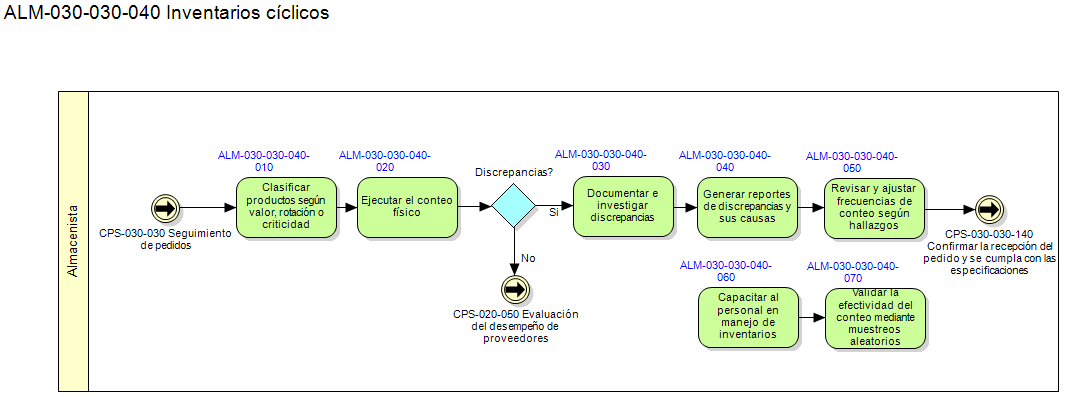 ALM-030-030-040 Inventarios cíclicos
Almacenista
CPS-030-030 Seguimiento
de pedidos
ALM-030-030-040-
010
Clasificar
productos según
valor, rotación o
criticidad
ALM-030-030-040-
020
Ejecutar el conteo
físico
Discrepancias?
Si
No
CPS-020-050 Evaluación
del desempeño de
proveedores
ALM-030-030-040-
030
Documentar e
investigar
discrepancias
ALM-030-030-040-
040
Generar reportes
de discrepancias y
sus causas
ALM-030-030-040-
050
Revisar y ajustar
frecuencias de
conteo según
hallazgos
CPS-030-030-140
Confirmar la recepción del
pedido y se cumpla con las
especificaciones
ALM-030-030-040-
060
Capacitar al
personal en
manejo de
inventarios
ALM-030-030-040-
070
Validar la
efectividad del
conteo mediante
muestreos
aleatorios